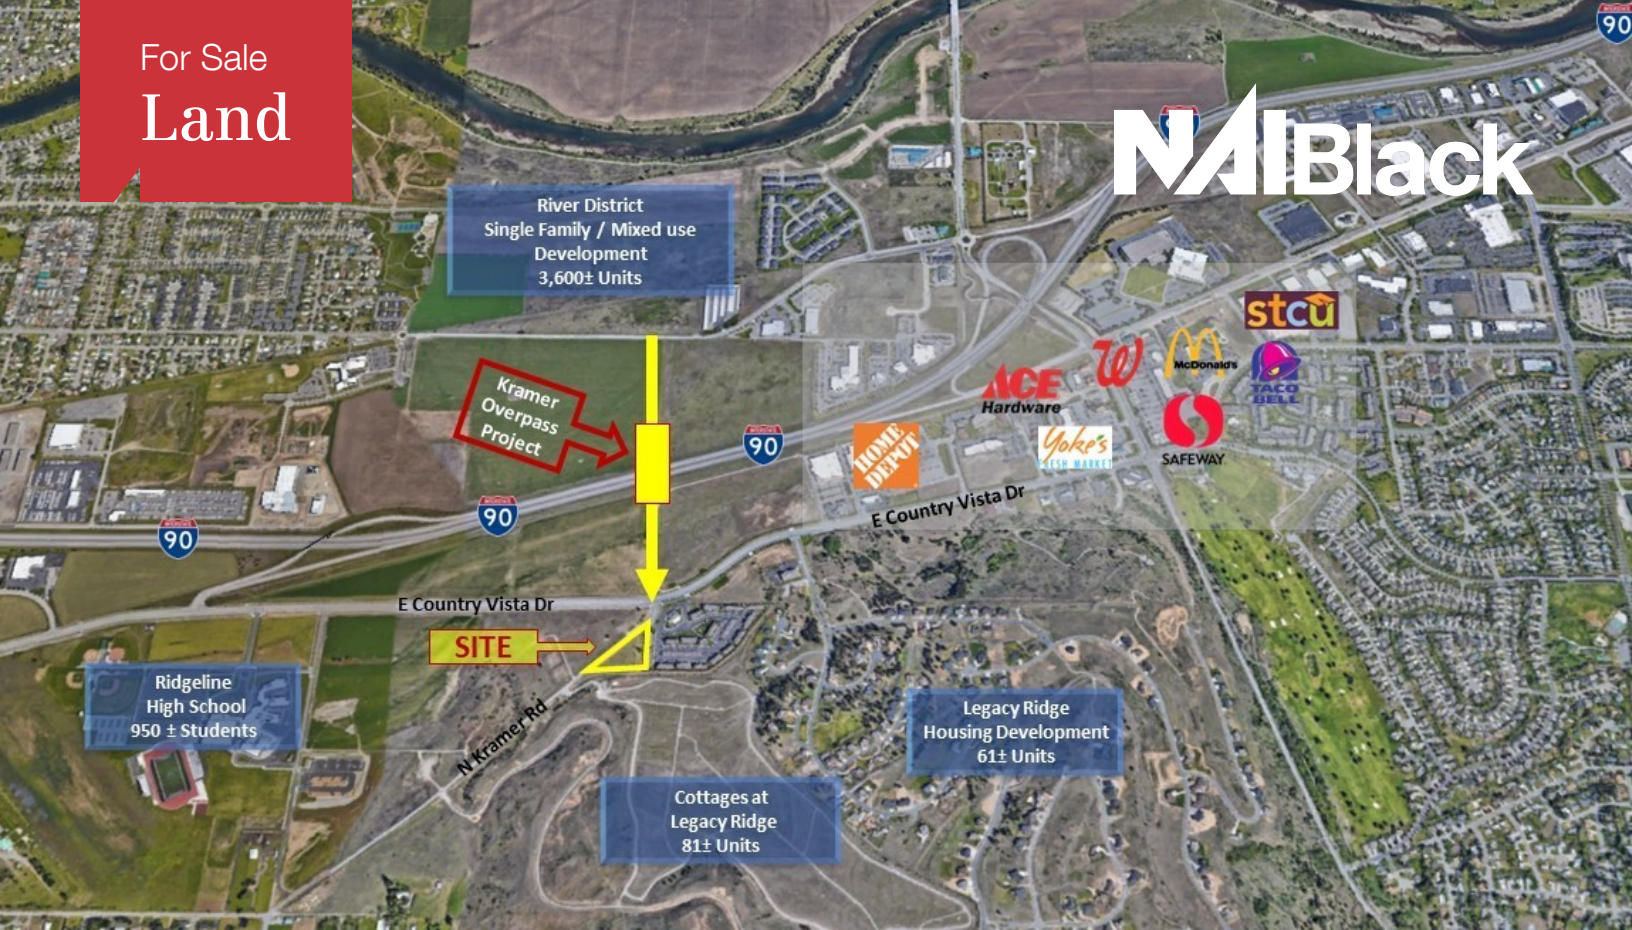 For Sale
Land
NAI Black
90
River District
Single Family / Mixed use
Development
3,600± Units
stcu
McDonald's
TACO
BELL
ACE
Hardware
W
Kramer
Overpass
Project
90
HOME
DEPOT
Yoke's
FRESH MARKET
SAFEWAY
90
90
E Country Vista Dr
E Country Vista Dr
SITE
Ridgeline
High School
950 ± Students
N Kramer Rd
Legacy Ridge
Housing Development
61± Units
Cottages at
Legacy Ridge
81± Units